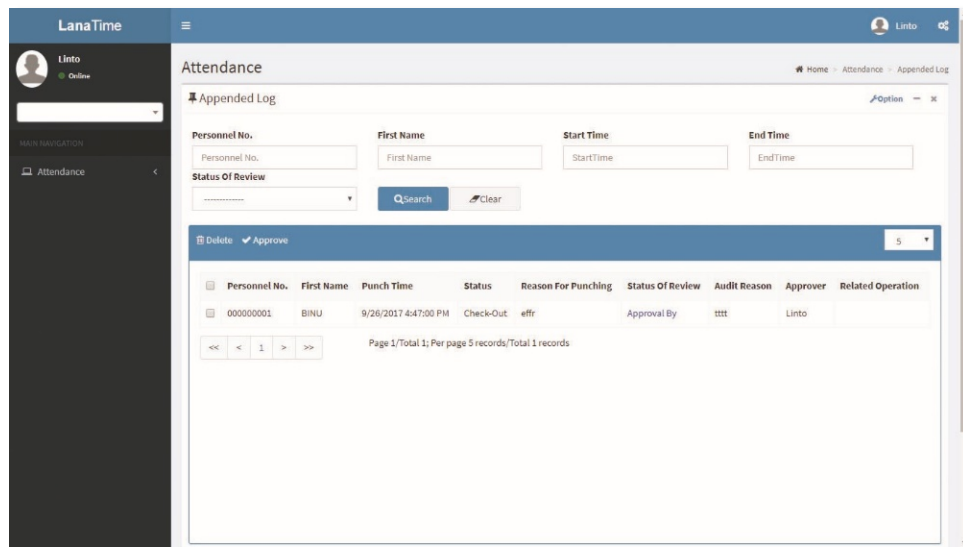 LanaTime
Linto
Linto
Online
MAIN NAVIGATION
Attendance
Attendance
Home > Attendance > Appended Log
Appended Log
Option
Personnel No. First Name Start Time End Time
Personnel No. First Name StartTime EndTime
Status Of Review
------------- Search Clear
Delete Approve 5
Personnel No. First Name Punch Time Status Reason For Punching Status Of Review Audit Reason Approver Related Operation
000000001 BINU 9/26/2017 4:47:00 PM Check-Out effr Approval By tttt Linto
<< < 1 > >> Page 1/Total 1; Per page 5 records/Total 1 records